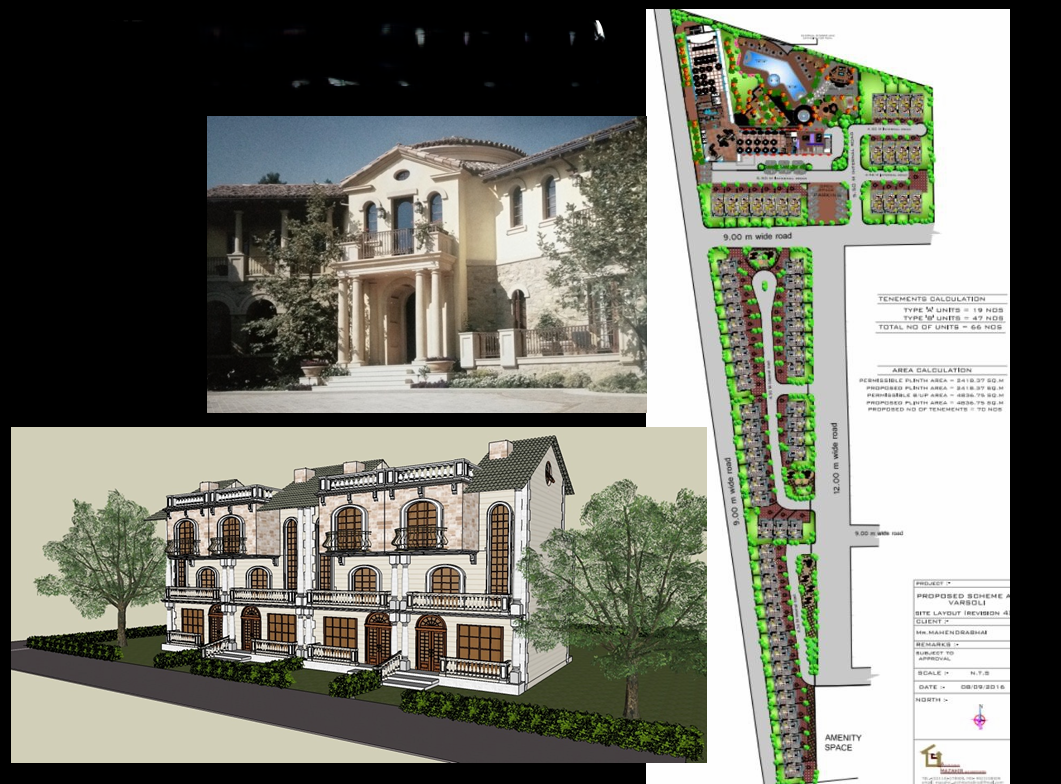 9.00 m wide road
TENEMENTS CALCULATION
TYPE 'A' UNITS = 19 NOS
TYPE 'B' UNITS = 47 NOS
TOTAL NO OF UNITS = 66 NOS
AREA CALCULATION
PERMISSIBLE PLINTH AREA = 2418.37 SQ.M
PROPOSED PLINTH AREA = 2418.37 SQ.M
PERMISSIBLE B/UP AREA = 4836.75 SQ.M
PROPOSED PLINTH AREA = 4836.75 SQ.M
PROPOSED NO OF TENEMENTS = 70 NOS
12.00 m wide road
9.00 m wide road
9.00 m wide road
PROJECT :-
PROPOSED SCHEME A
VARSOLI
SITE LAYOUT (REVISION 4)
CLIENT :-
MR.MAHENDRABHAI
REMARKS :-
SUBJECT TO
APPROVAL
SCALE :- N.T.S
DATE :- 08/09/2016
NORTH :-
N
AMENITY
SPACE